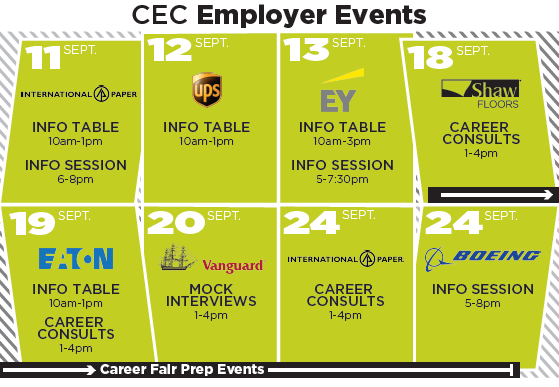 CEC Employer Events
11 SEPT.
INTERNATIONAL PAPER
INFO TABLE
10am-1pm
INFO SESSION
6-8pm
12 SEPT.
ups
INFO TABLE
10am-1pm
13 SEPT.
EY
INFO TABLE
10am-3pm
INFO SESSION
5-7:30pm
18 SEPT.
Shaw
FLOORS
CAREER
CONSULTS
1-4pm
19 SEPT.
EATON
INFO TABLE
10am-1pm
CAREER
CONSULTS
1-4pm
20 SEPT.
Vanguard
MOCK
INTERVIEWS
1-4pm
24 SEPT.
INTERNATIONAL PAPER
CAREER
CONSULTS
1-4pm
24 SEPT.
BOEING
INFO SESSION
5-8pm
Career Fair Prep Events